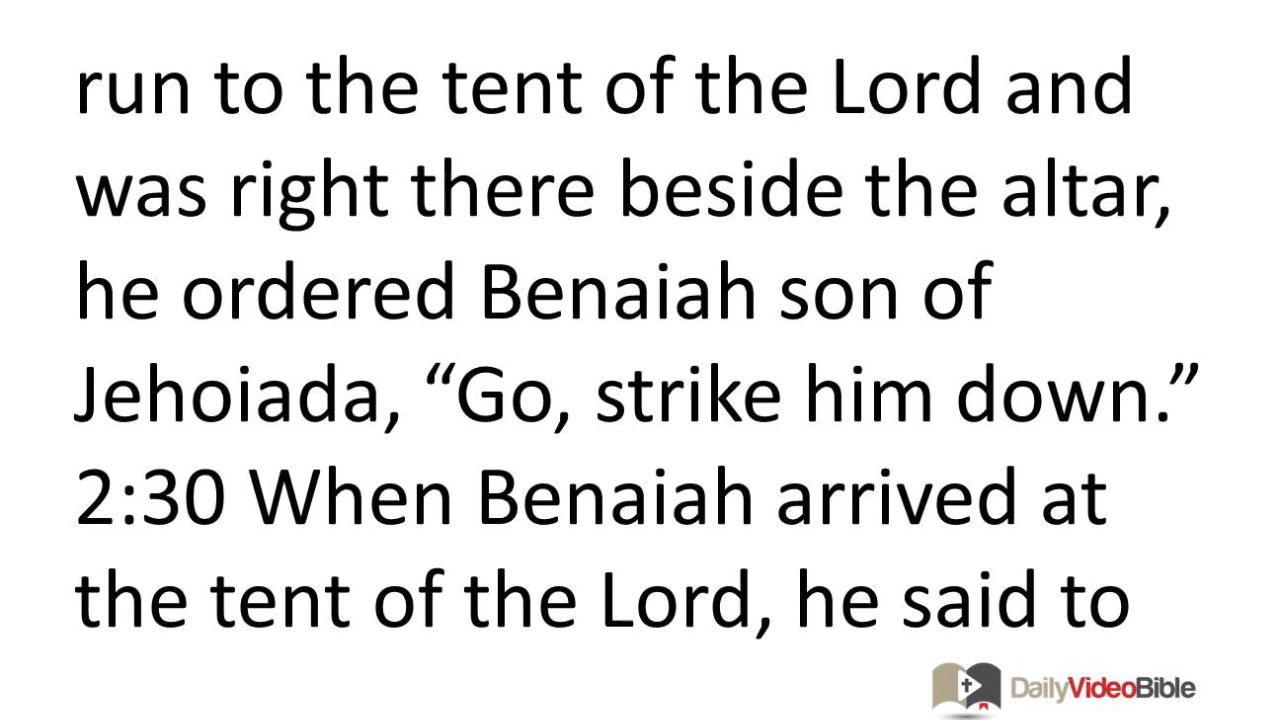 run to the tent of the Lord and
was right there beside the altar,
he ordered Benaiah son of
Jehoiada, “Go, strike him down.”
2:30 When Benaiah arrived at
the tent of the Lord, he said to
DailyVideoBible